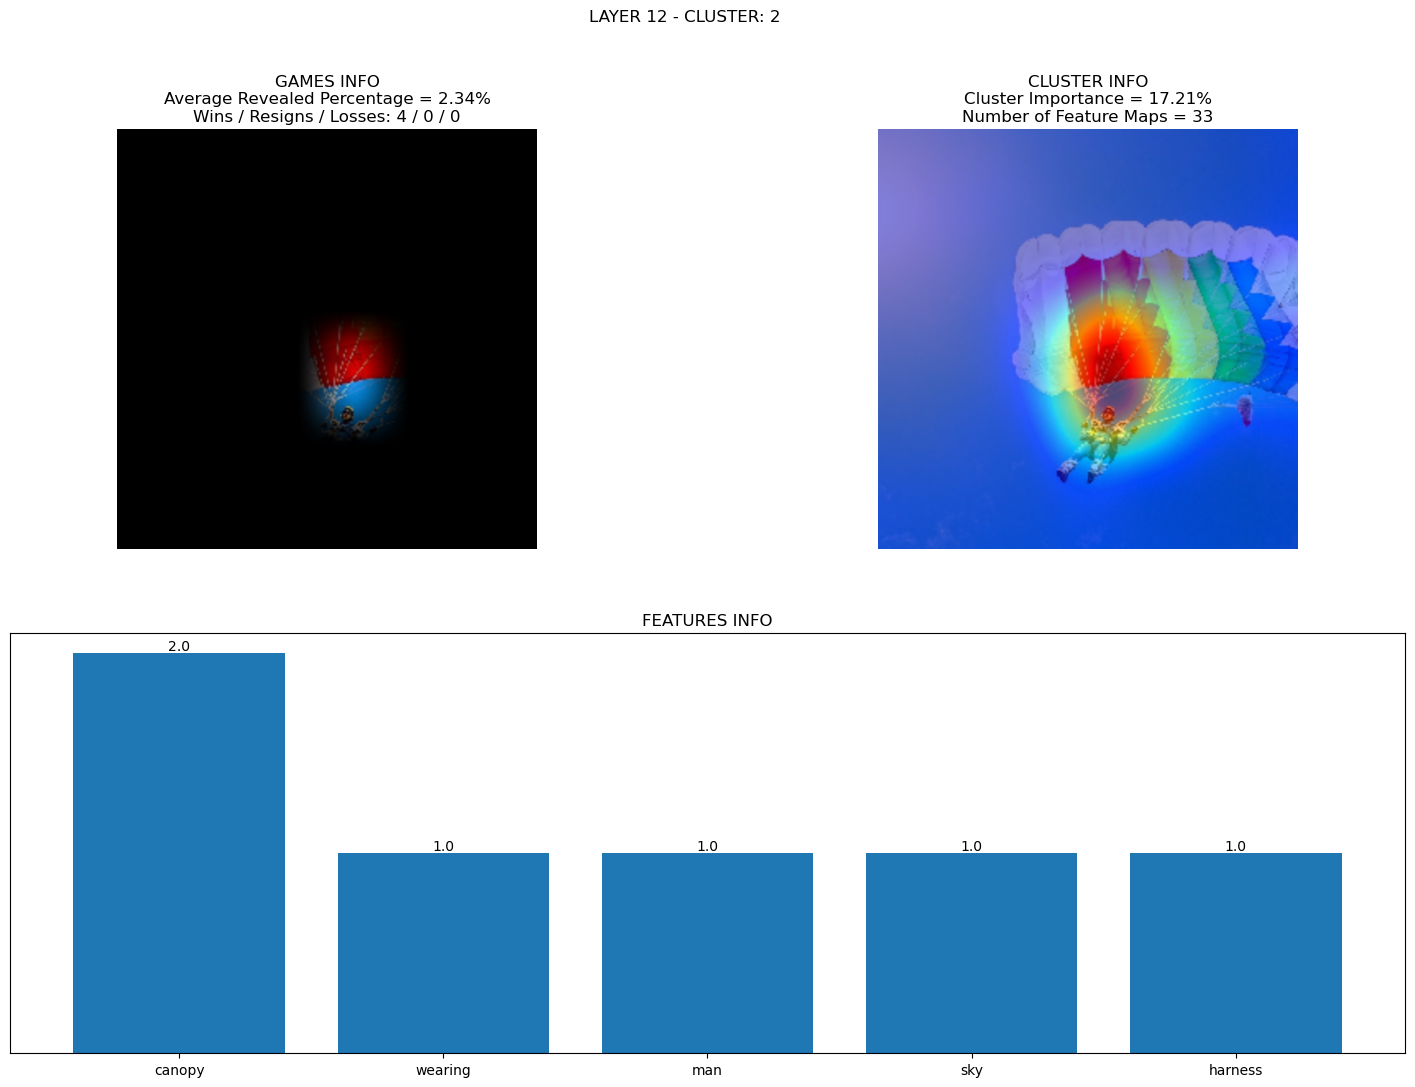 LAYER 12 - CLUSTER: 2
GAMES INFO
Average Revealed Percentage = 2.34%
Wins / Resigns / Losses: 4 / 0 / 0
CLUSTER INFO
Cluster Importance = 17.21%
Number of Feature Maps = 33
FEATURES INFO
2.0
1.0
1.0
1.0
1.0
canopy
wearing
man
sky
harness